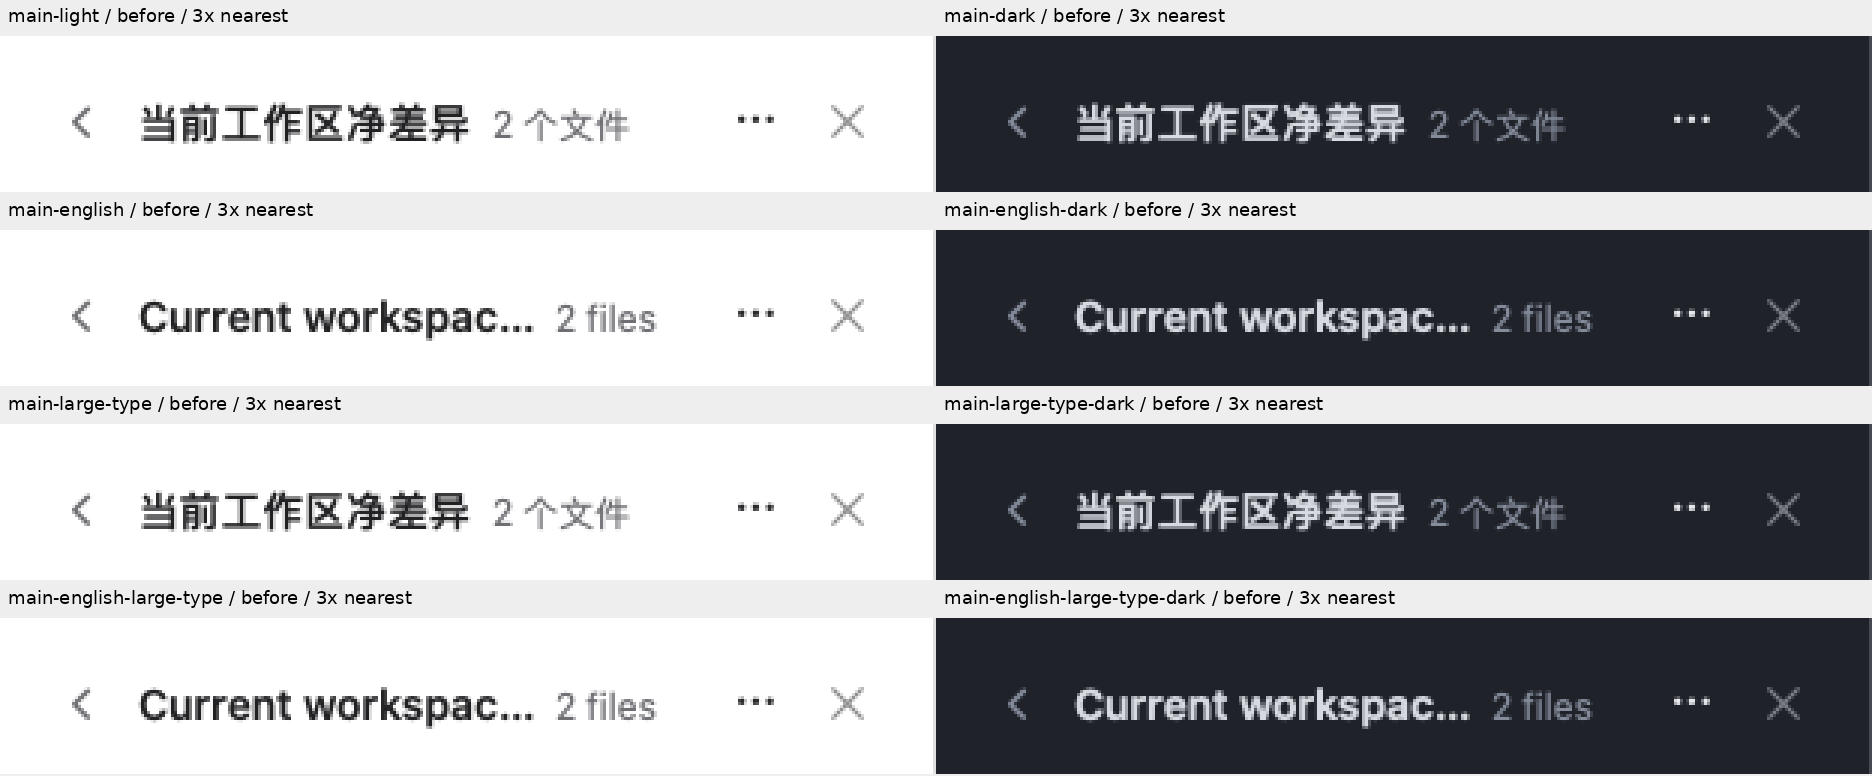 main-light / before / 3x nearest
main-dark / before / 3x nearest
当前工作区净差异 2 个文件 ...
当前工作区净差异 2 个文件 ...
main-english / before / 3x nearest
main-english-dark / before / 3x nearest
Current workspac... 2 files ...
Current workspac... 2 files ...
main-large-type / before / 3x nearest
main-large-type-dark / before / 3x nearest
当前工作区净差异 2 个文件 ...
当前工作区净差异 2 个文件 ...
main-english-large-type / before / 3x nearest
main-english-large-type-dark / before / 3x nearest
Current workspac... 2 files ...
Current workspac... 2 files ...